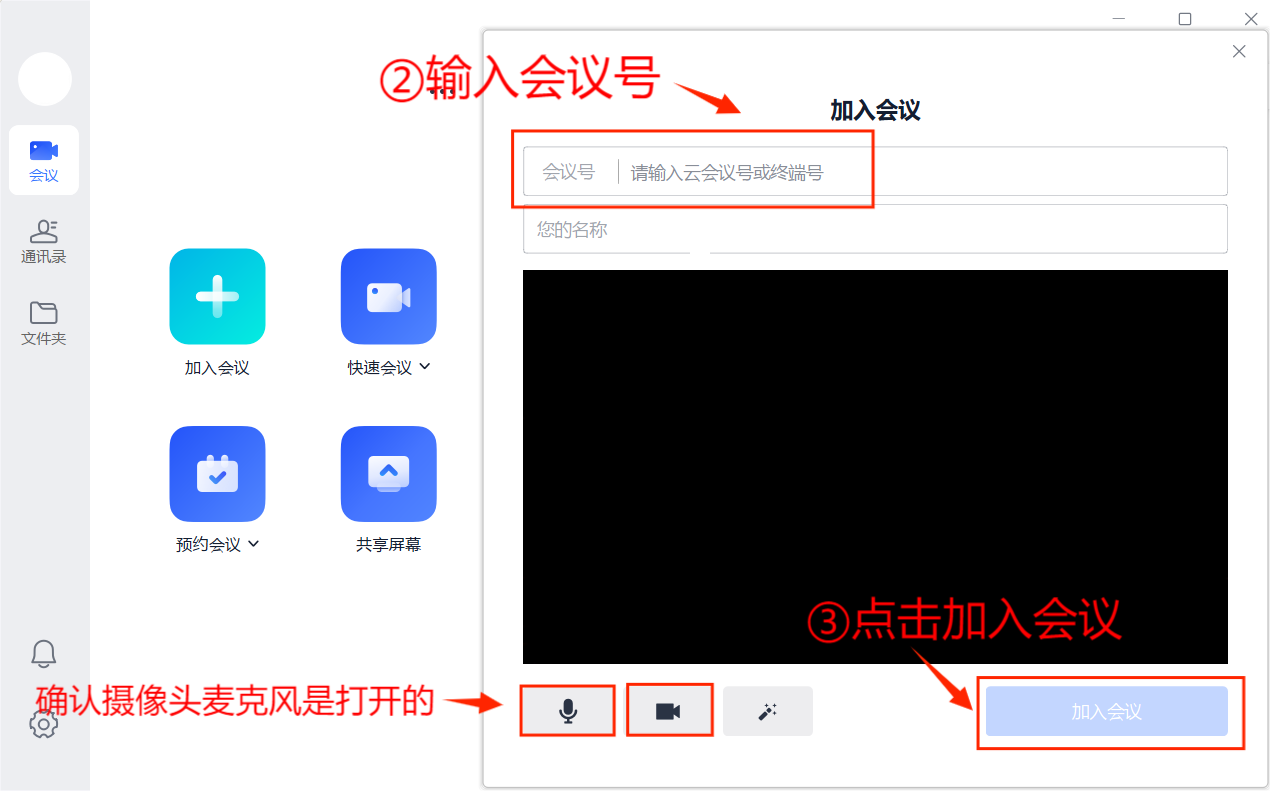 ②输入会议号
加入会议
会议号
请输入云会议号或终端号
您的名称
会议
通讯录
文件夹
加入会议
快速会议
预约会议
共享屏幕
③点击加入会议
确认摄像头麦克风是打开的
加入会议